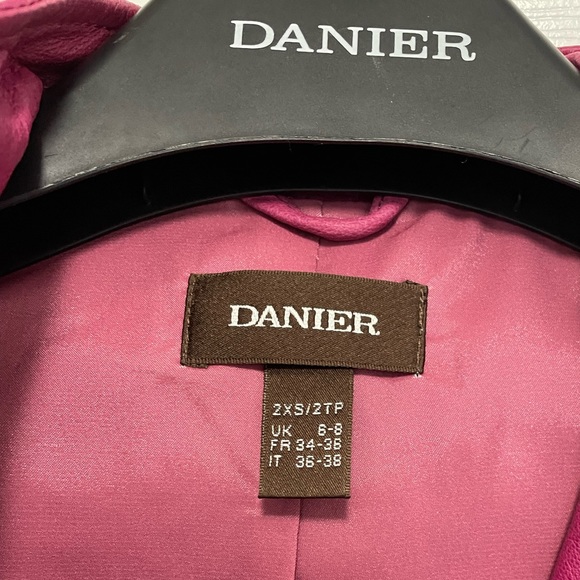 DANIER
DANIER
2XS/2TP
UK 6-8
FR 34-36
IT 36-38